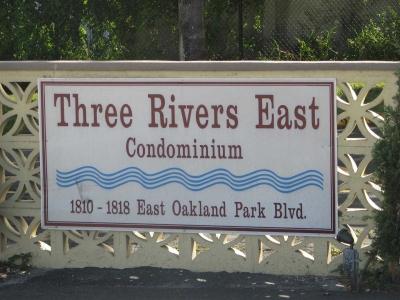 Three Rivers East
Condominium
1810 - 1818 East Oakland Park Blvd.